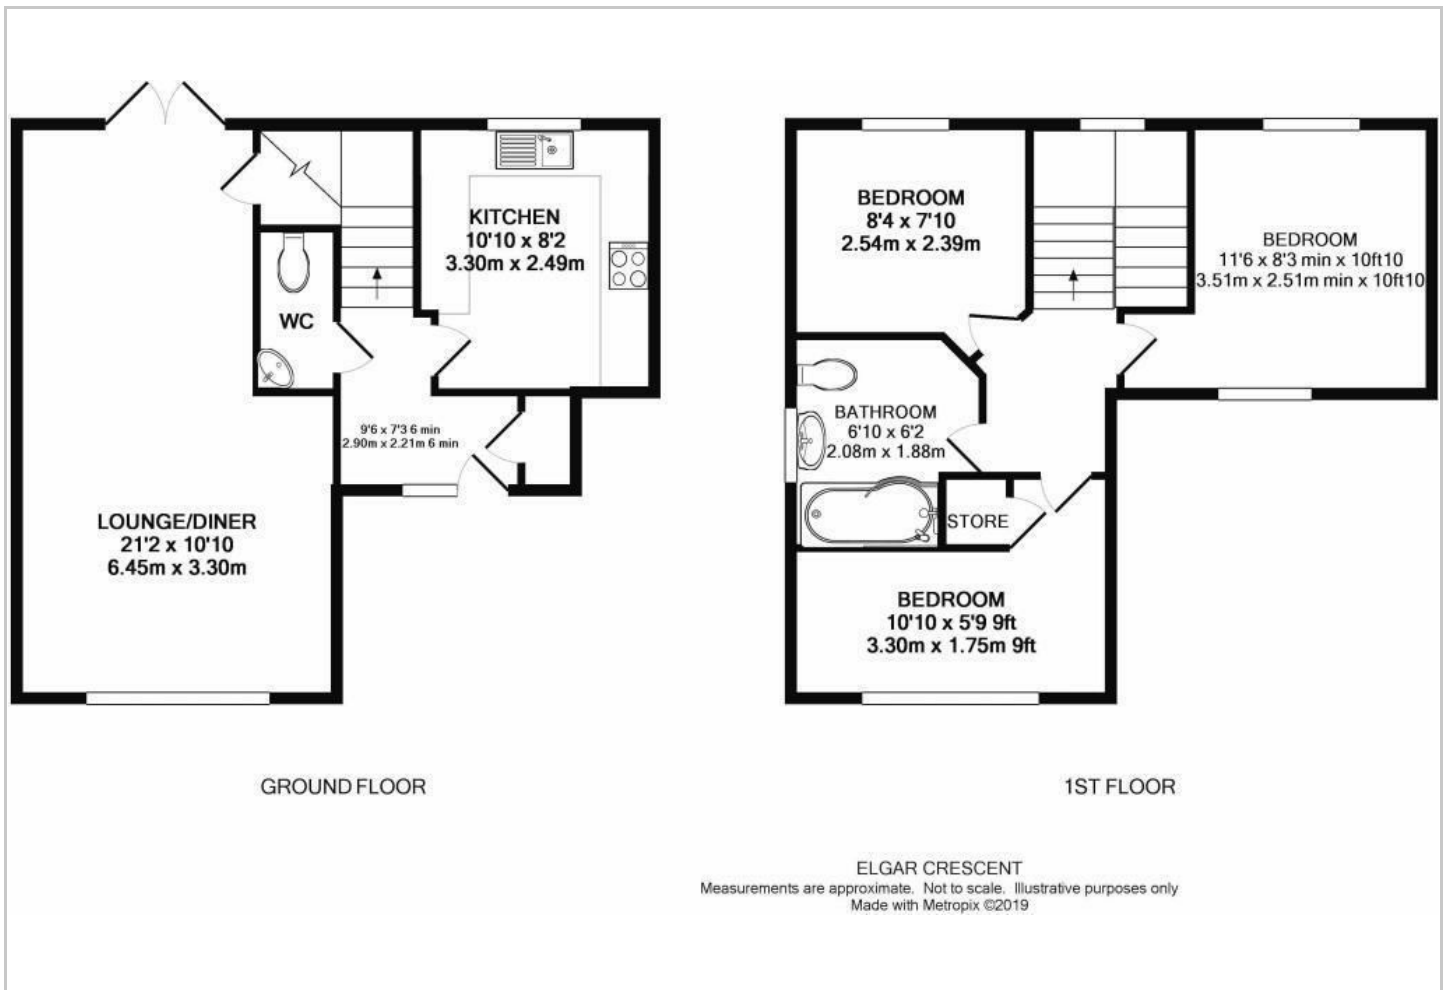 KITCHEN
10'10 x 8'2
3.30m x 2.49m
WC
9'6 x 7'3 6 min
2.90m x 2.21m 6 min
LOUNGE/DINER
21'2 x 10'10
6.45m x 3.30m
GROUND FLOOR
BEDROOM
8'4 x 7'10
2.54m x 2.39m
BEDROOM
11'6 x 8'3 min x 10ft10
3.51m x 2.51m min x 10ft10
BATHROOM
6'10 x 6'2
2.08m x 1.88m
STORE
BEDROOM
10'10 x 5'9 9ft
3.30m x 1.75m 9ft
1ST FLOOR
ELGAR CRESCENT
Measurements are approximate. Not to scale. Illustrative purposes only
Made with Metropix ©2019